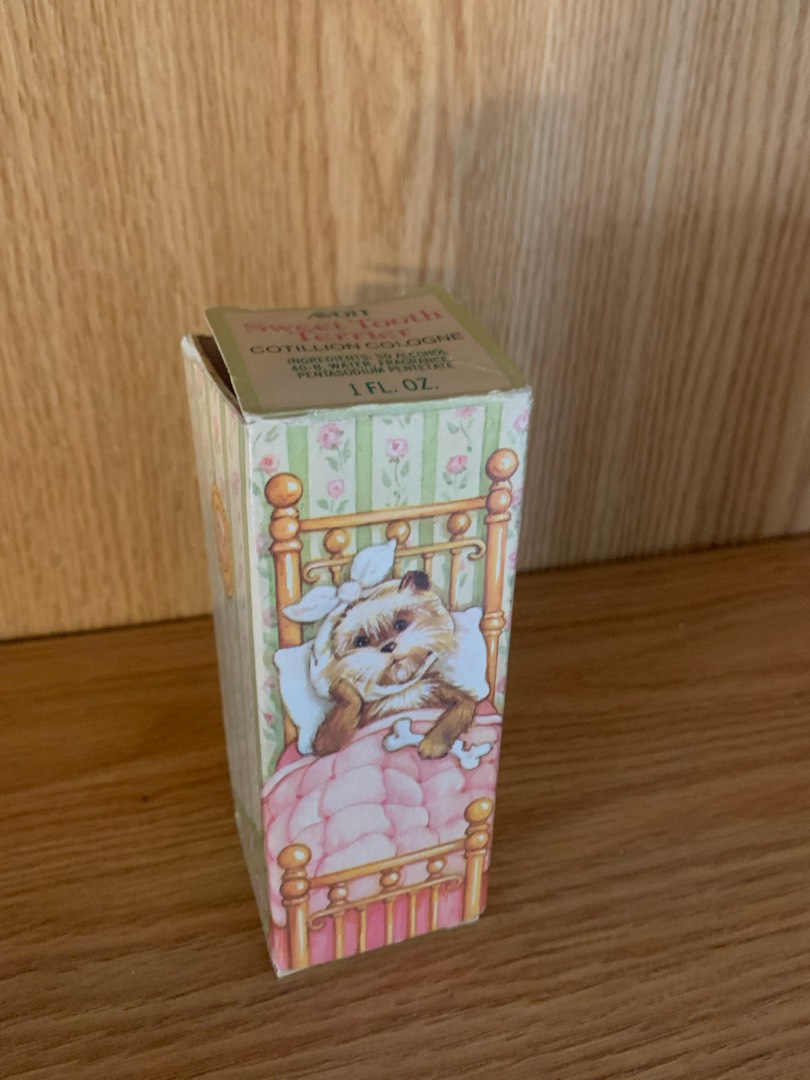 AVON
Sweet Tooth
Terrier
COTILLION COLOGNE
INGREDIENTS: SD ALCOHOL
40-B, WATER, FRAGRANCE,
PENTASODIUM PENTETATE
1 FL. OZ.